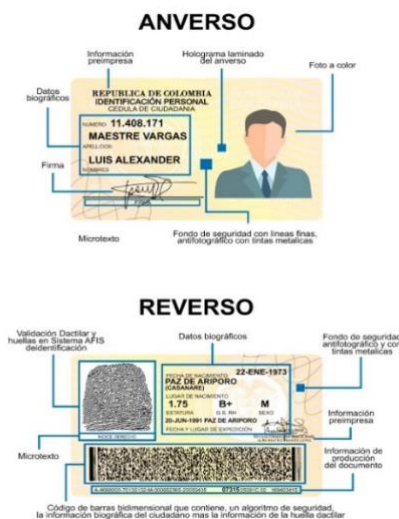 ANVERSO
Información
preimpresa
Holograma laminado
del anverso
Foto a color
Datos
biográficos
REPUBLICA DE COLOMBIA
IDENTIFICACIÓN PERSONAL
CEDULA DE CIUDADANIA
NUMERO 11.408.171
MAESTRE VARGAS
APELLIDOS
LUIS ALEXANDER
NOMBRES
Firma
FIRMA
Microtexto
Fondo de seguridad con líneas finas,
antifotográfico con tintas metalicas
REVERSO
Validación Dactilar y
huellas en Sistema AFIS
deidentificación
Datos biográficos
Fondo de seguridad
antifotográfico y con
tintas metalicas
FECHA DE NACIMIENTO 22-ENE-1973
PAZ DE ARIPORO
(CASANARE)
LUGAR DE NACIMIENTO
1.75 B+ M
ESTATURA G.S. RH SEXO
20-JUN-1991 PAZ DE ARIPORO
FECHA Y LUGAR DE EXPEDICION
INDICE DERECHO
Información
preimpresa
Microtexto
Información de
producción
del documento
Código de barras bidimensional que contiene, un algoritmo de seguridad,
la información biográfica del ciudadano mas la información de la huella dactilar